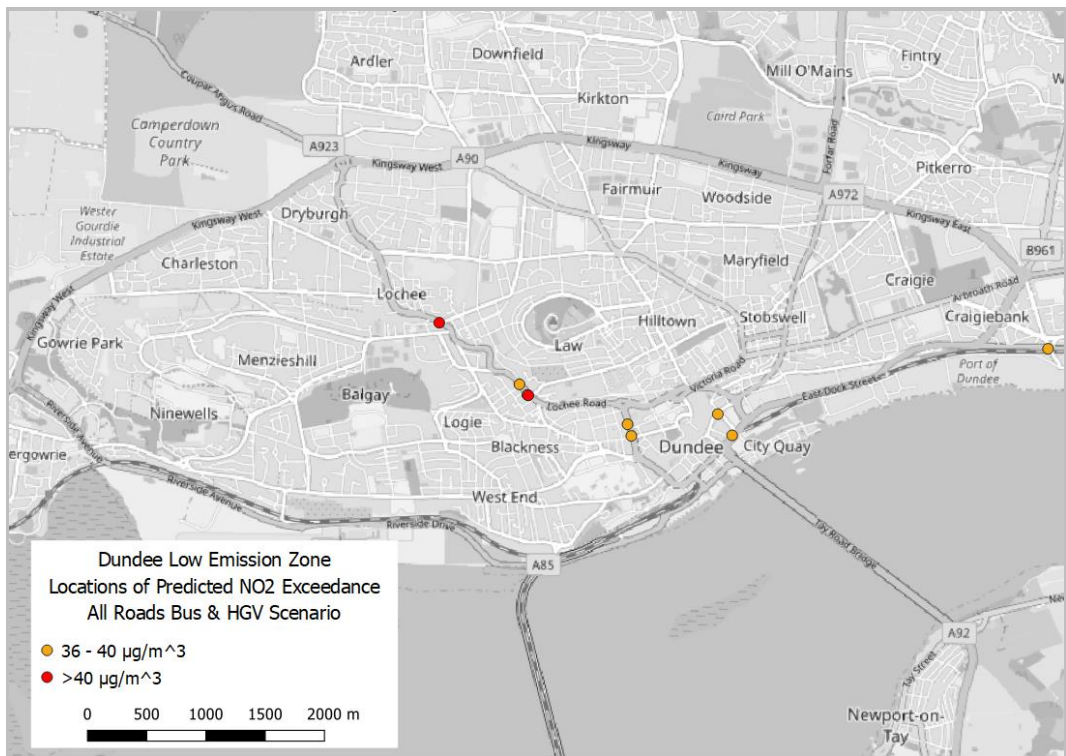 Ardler
Downfield
Fintry
Mill O'Mains
Coupar Angus Road
Kirkton
Caird Park
Camperdown
Country
Park
A923
Kingsway West
A90
Kingsway
Kingsway
Forfar Road
Pitkerro
Fairmuir
Woodside
A972
Wester
Gourdie
Industrial
Estate
Kingsway West
Dryburgh
Kingsway East
B961
Charleston
Maryfield
Craigie
Kingsway West
Lochee
Arbroath Road
Hilltown
Stobswell
Craigiebank
Gowrie Park
Law
Menzieshill
Victoria Road
Port of
Dundee
Balgay
East Dock Street
Ninewells
Lochee Road
Riverside Avenue
Logie
Blackness
Dundee
City Quay
ergowrie
Riverside Avenue
West End
Riverside Drive
Tay Road Bridge
A85
Dundee Low Emission Zone
Locations of Predicted NO2 Exceedance
All Roads Bus & HGV Scenario
36 - 40 µg/m^3
>40 µg/m^3
0 500 1000 1500 2000 m
A92
Tay Street
Newport-on-
Tay